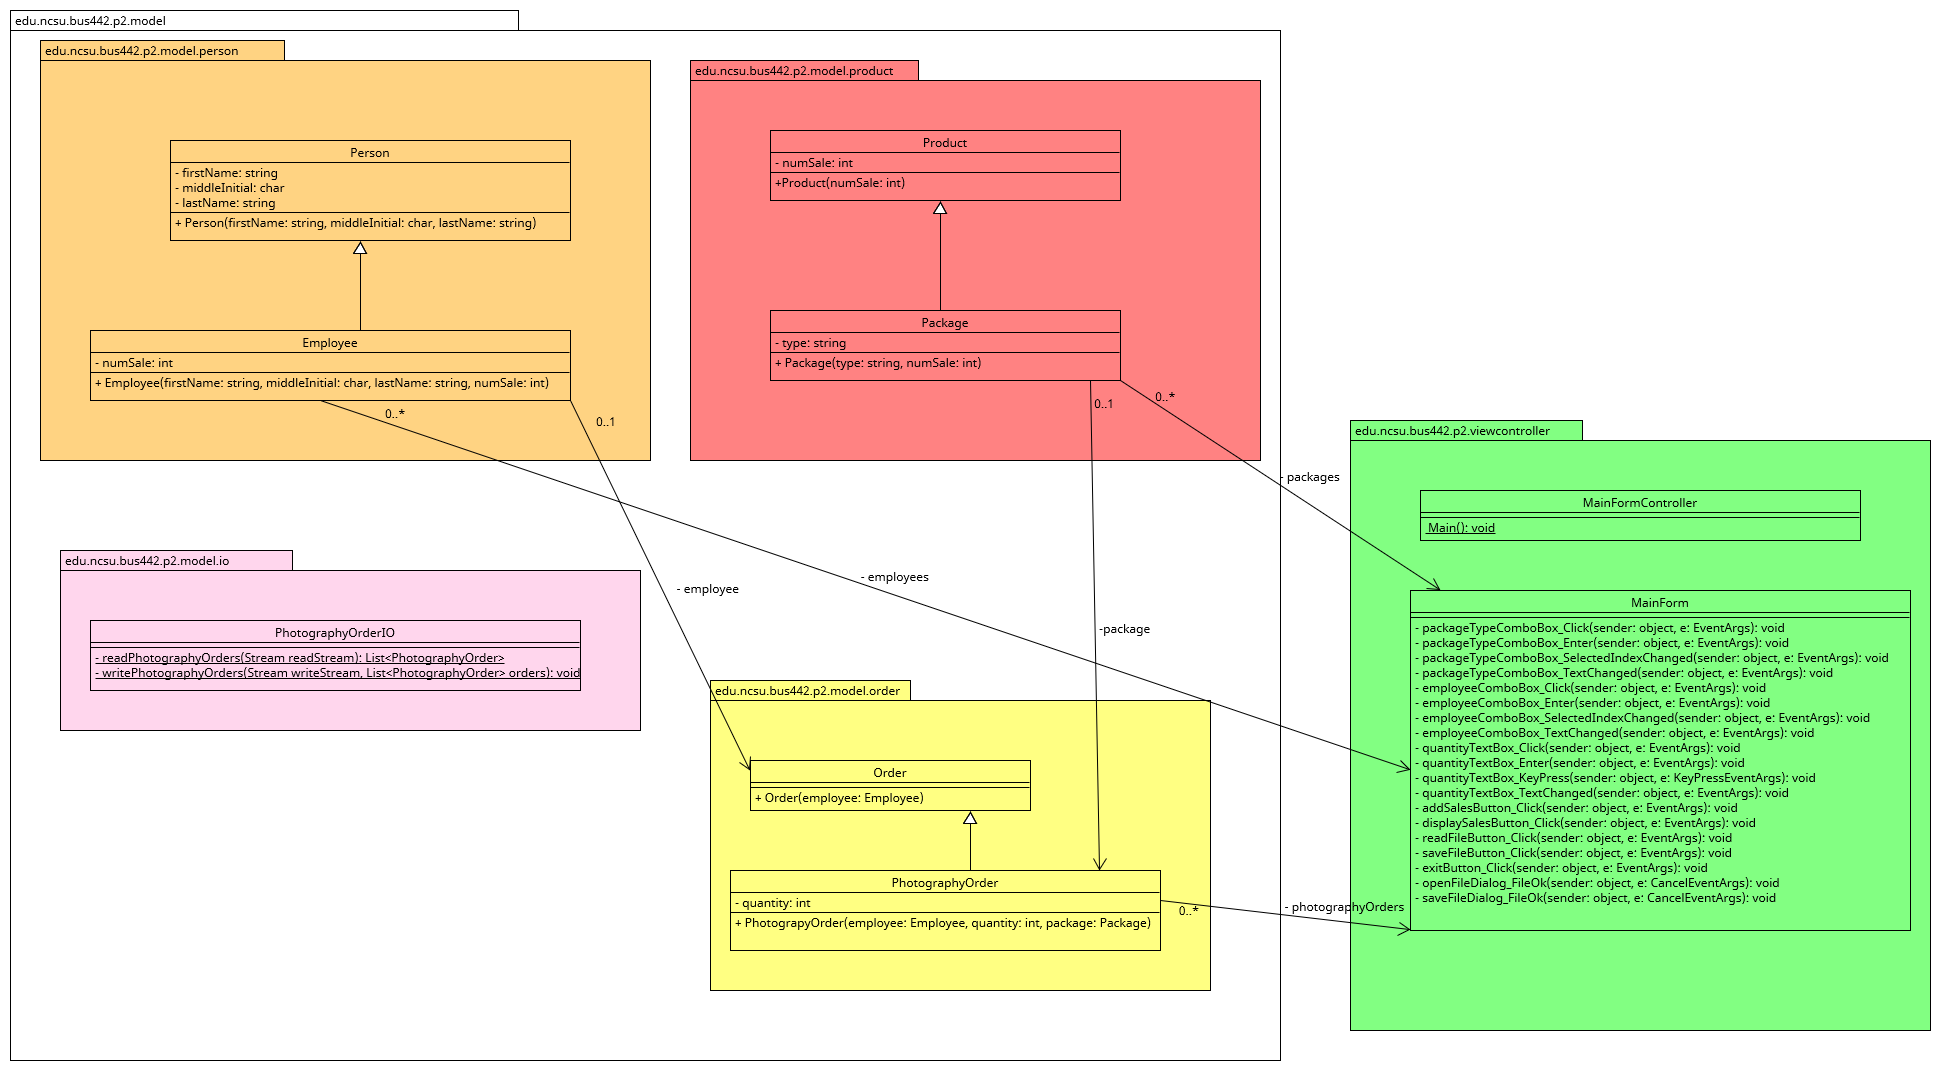 edu.ncsu.bus442.p2.model
edu.ncsu.bus442.p2.model.person
Person
- firstName: string
- middleInitial: char
- lastName: string
+ Person(firstName: string, middleInitial: char, lastName: string)
Employee
- numSale: int
+ Employee(firstName: string, middleInitial: char, lastName: string, numSale: int)
0..*
0..1
edu.ncsu.bus442.p2.model.product
Product
- numSale: int
+Product(numSale: int)
Package
- type: string
+ Package(type: string, numSale: int)
0..1
0..*
- packages
- employees
- employee
-package
edu.ncsu.bus442.p2.model.io
PhotographyOrderIO
- readPhotographyOrders(Stream readStream): List<PhotographyOrder>
- writePhotographyOrders(Stream writeStream, List<PhotographyOrder> orders): void
edu.ncsu.bus442.p2.model.order
Order
+ Order(employee: Employee)
PhotographyOrder
- quantity: int
+ PhotograpyOrder(employee: Employee, quantity: int, package: Package)
0..*
- photographyOrders
edu.ncsu.bus442.p2.viewcontroller
MainFormController
Main(): void
MainForm
- packageTypeComboBox_Click(sender: object, e: EventArgs): void
- packageTypeComboBox_Enter(sender: object, e: EventArgs): void
- packageTypeComboBox_SelectedIndexChanged(sender: object, e: EventArgs): void
- packageTypeComboBox_TextChanged(sender: object, e: EventArgs): void
- employeeComboBox_Click(sender: object, e: EventArgs): void
- employeeComboBox_Enter(sender: object, e: EventArgs): void
- employeeComboBox_SelectedIndexChanged(sender: object, e: EventArgs): void
- employeeComboBox_TextChanged(sender: object, e: EventArgs): void
- quantityTextBox_Click(sender: object, e: EventArgs): void
- quantityTextBox_Enter(sender: object, e: EventArgs): void
- quantityTextBox_KeyPress(sender: object, e: KeyPressEventArgs): void
- quantityTextBox_TextChanged(sender: object, e: EventArgs): void
- addSalesButton_Click(sender: object, e: EventArgs): void
- displaySalesButton_Click(sender: object, e: EventArgs): void
- readFileButton_Click(sender: object, e: EventArgs): void
- saveFileButton_Click(sender: object, e: EventArgs): void
- exitButton_Click(sender: object, e: EventArgs): void
- openFileDialog_FileOk(sender: object, e: CancelEventArgs): void
- saveFileDialog_FileOk(sender: object, e: CancelEventArgs): void